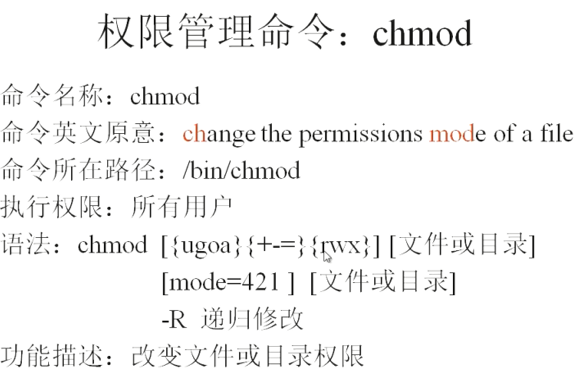 权限管理命令：chmod
命令名称：chmod
命令英文原意：change the permissions mode of a file
命令所在路径：/bin/chmod
执行权限：所有用户
语法：chmod [{ugoa}{+-=}{rwx}] [文件或目录]
[mode=421 ] [文件或目录]
-R 递归修改
功能描述：改变文件或目录权限